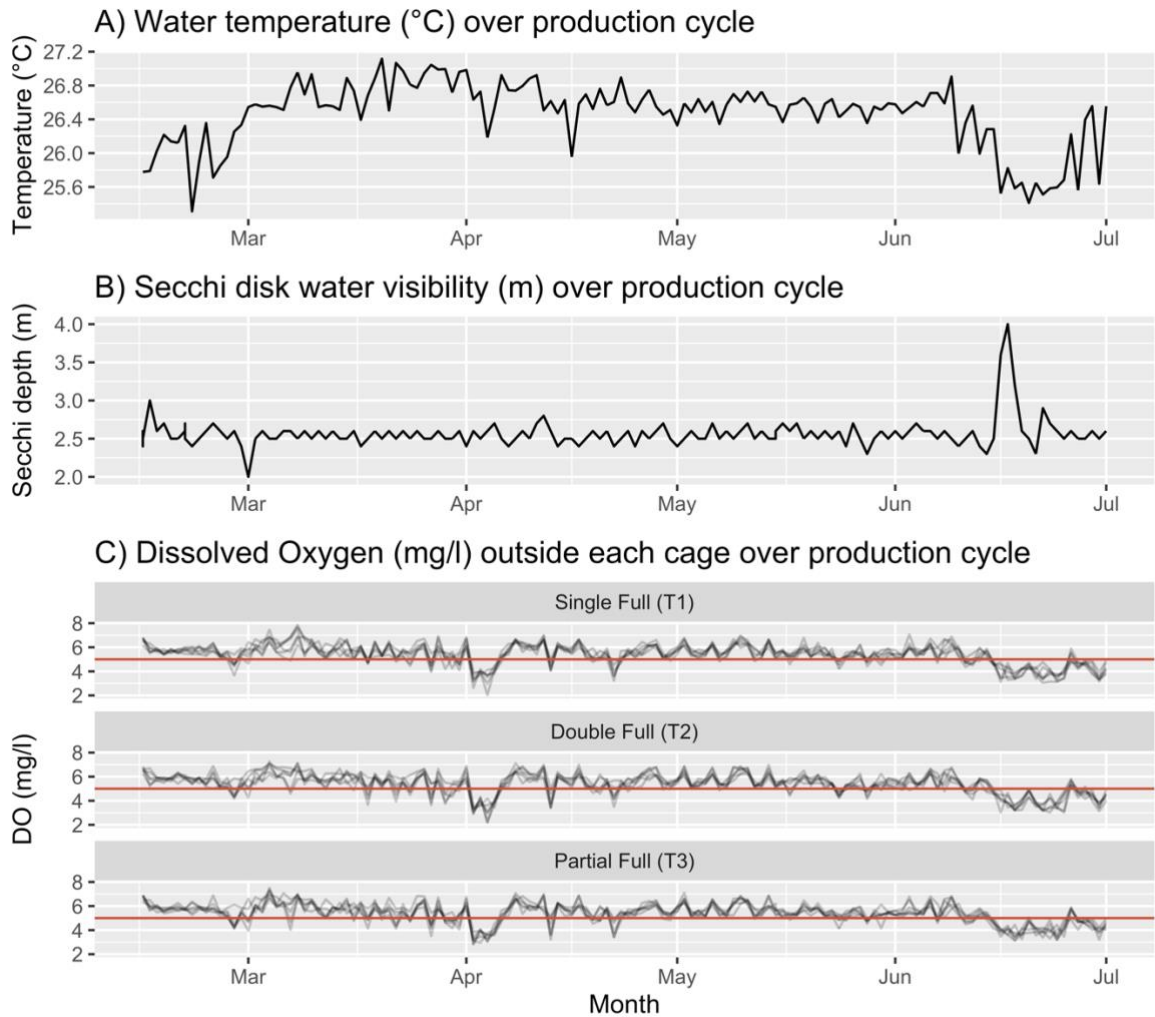 A) Water temperature (°C) over production cycle
Temperature (°C)
27.2
26.8
26.4
26.0
25.6
Mar Apr May Jun Jul
B) Secchi disk water visibility (m) over production cycle
Secchi depth (m)
4.0
3.5
3.0
2.5
2.0
Mar Apr May Jun Jul
C) Dissolved Oxygen (mg/l) outside each cage over production cycle
DO (mg/l)
Single Full (T1)
8
6
4
2
Double Full (T2)
8
6
4
2
Partial Full (T3)
8
6
4
2
Mar Apr May Jun Jul
Month